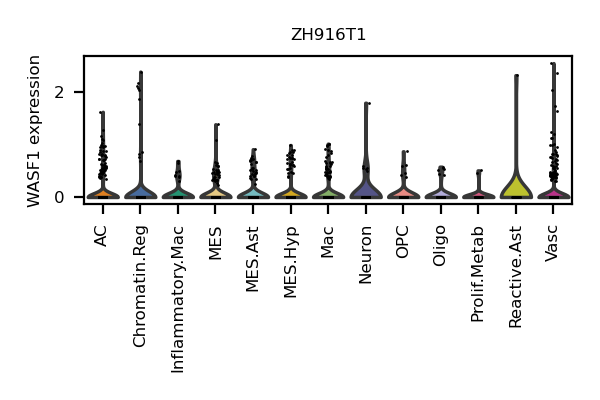 ZH916T1
WASF1 expression
2
0
AC
Chromatin.Reg
Inflammatory.Mac
MES
MES.Ast
MES.Hyp
Mac
Neuron
OPC
Oligo
Prolif.Metab
Reactive.Ast
Vasc